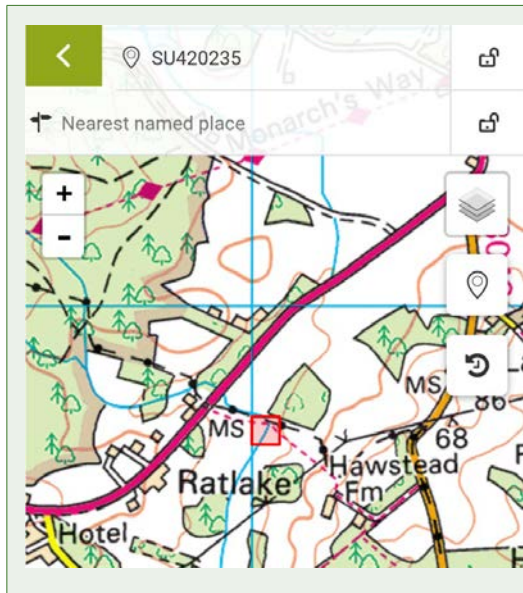 SU420235
Nearest named place
Monarch's Way
+
-
MS
86
MS
68
Hawstead
Fm
Ratlake
Hotel